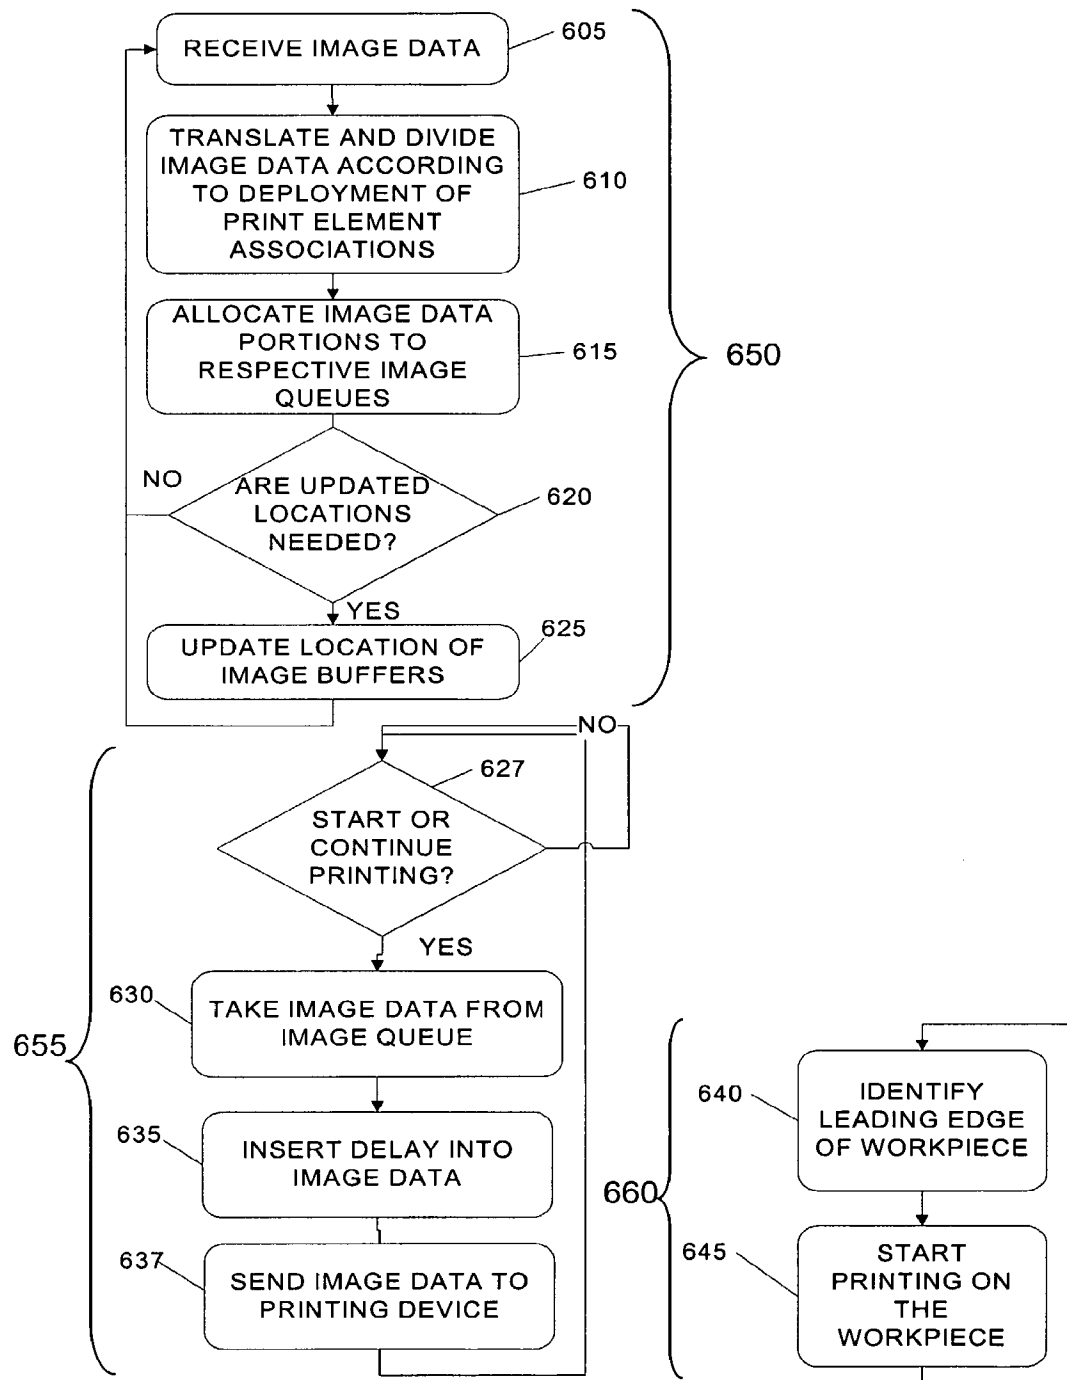 RECEIVE IMAGE DATA
605
TRANSLATE AND DIVIDE
IMAGE DATA ACCORDING
TO DEPLOYMENT OF
PRINT ELEMENT
ASSOCIATIONS
610
ALLOCATE IMAGE DATA
PORTIONS TO
RESPECTIVE IMAGE
QUEUES
615
650
NO
ARE UPDATED
LOCATIONS
NEEDED?
620
YES
UPDATE LOCATION OF
IMAGE BUFFERS
625
NO
627
START OR
CONTINUE
PRINTING?
YES
630
TAKE IMAGE DATA FROM
IMAGE QUEUE
655
635
INSERT DELAY INTO
IMAGE DATA
637
SEND IMAGE DATA TO
PRINTING DEVICE
640
IDENTIFY
LEADING EDGE
OF WORKPIECE
660
645
START
PRINTING ON
THE
WORKPIECE